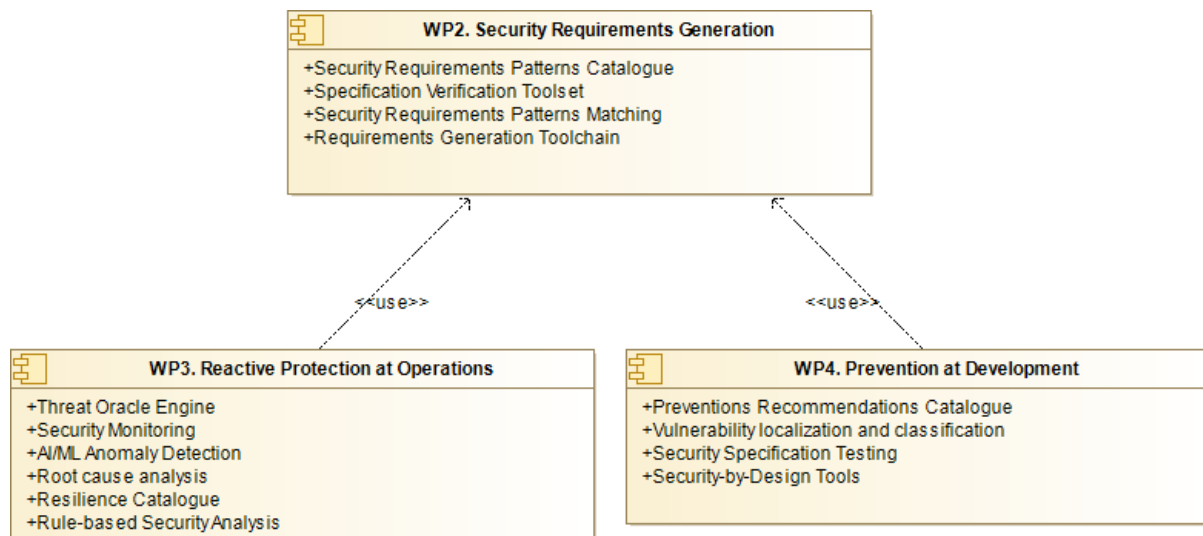 WP2. Security Requirements Generation
+Security Requirements Patterns Catalogue
+Specification Verification Toolset
+Security Requirements Patterns Matching
+Requirements Generation Toolchain
<<use>>
<<use>>
WP3. Reactive Protection at Operations
+Threat Oracle Engine
+Security Monitoring
+AI/ML Anomaly Detection
+Root cause analysis
+Resilience Catalogue
+Rule-based Security Analysis
WP4. Prevention at Development
+Preventions Recommendations Catalogue
+Vulnerability localization and classification
+Security Specification Testing
+Security-by-Design Tools